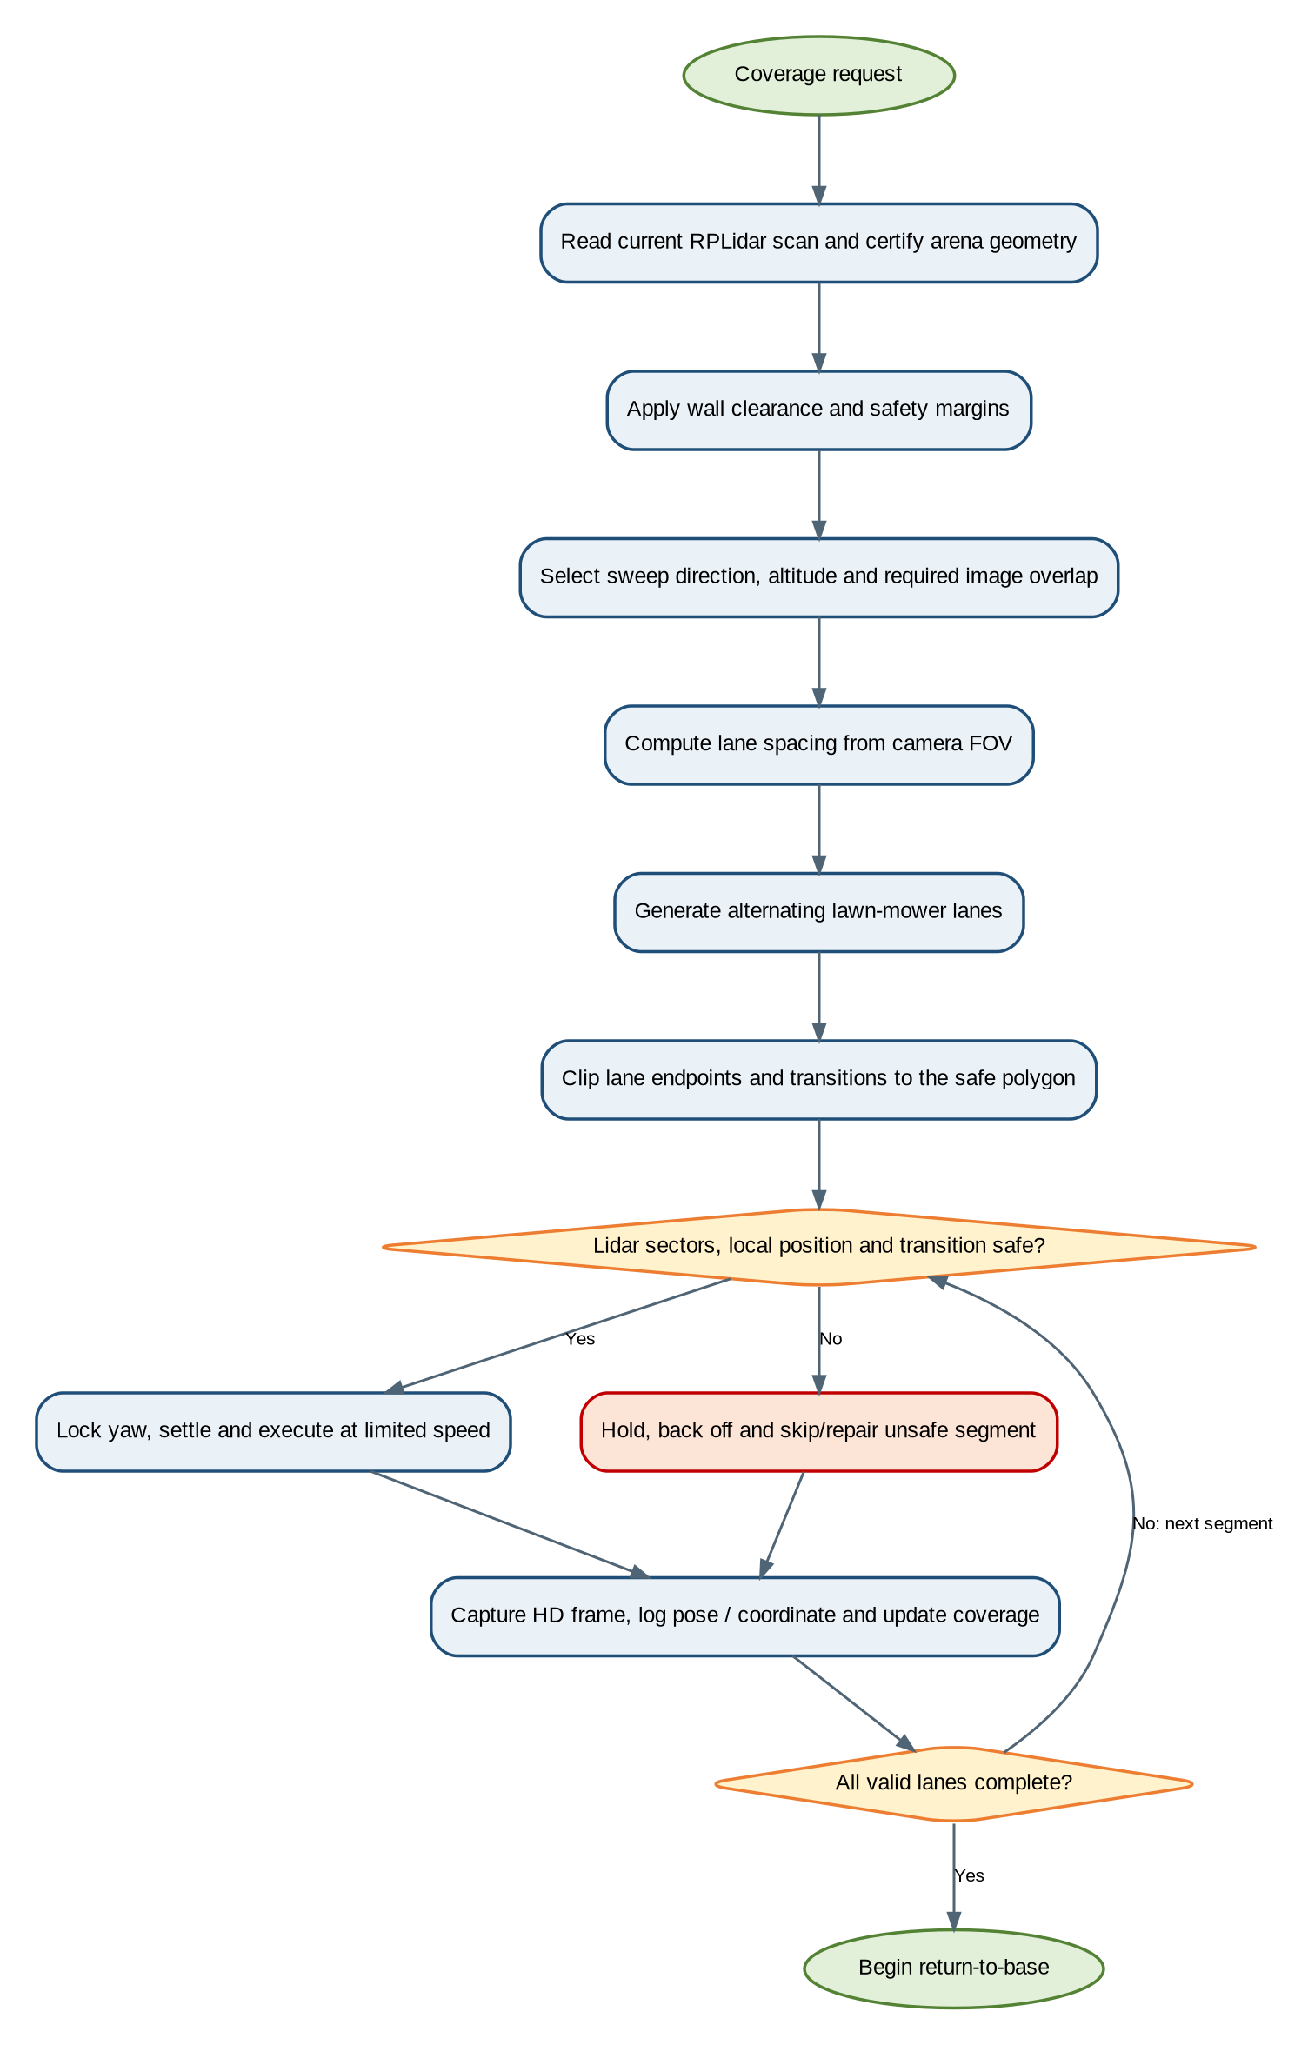 Coverage request
Read current RPLidar scan and certify arena geometry
Apply wall clearance and safety margins
Select sweep direction, altitude and required image overlap
Compute lane spacing from camera FOV
Generate alternating lawn-mower lanes
Clip lane endpoints and transitions to the safe polygon
Lidar sectors, local position and transition safe?
Yes
No
Lock yaw, settle and execute at limited speed
Hold, back off and skip/repair unsafe segment
No: next segment
Capture HD frame, log pose / coordinate and update coverage
All valid lanes complete?
Yes
Begin return-to-base